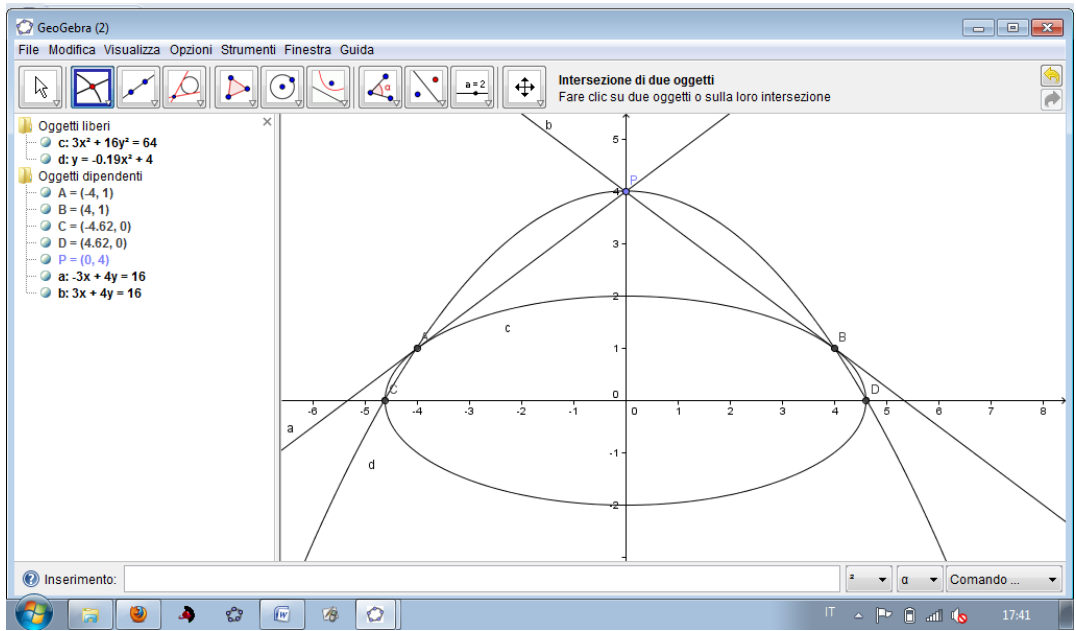 GeoGebra (2)
File Modifica Visualizza Opzioni Strumenti Finestra Guida
a=2
Intersezione di due oggetti
Fare clic su due oggetti o sulla loro intersezione
Oggetti liberi
c: 3x² + 16y² = 64
d: y = -0.19x² + 4
Oggetti dipendenti
A = (-4, 1)
B = (4, 1)
C = (-4.62, 0)
D = (4.62, 0)
P = (0, 4)
a: -3x + 4y = 16
b: 3x + 4y = 16
b
5
P
4
3
2
c
A
B
1
C
0
D
-6 -5 -4 -3 -2 -1 0 1 2 3 4 5 6 7 8
a
d
-1
-2
Inserimento:
² α Comando ...
IT 17:41